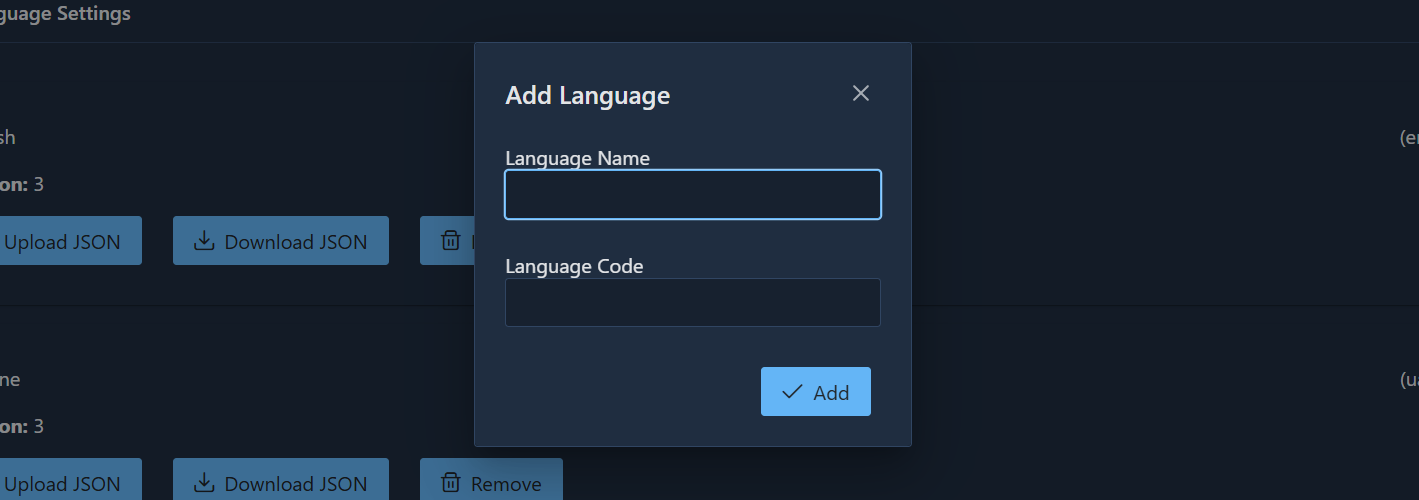 guage Settings
Add Language
sh
(er
Language Name
on: 3
Upload JSON
Download JSON
Language Code
ne
(ua
Add
on: 3
Upload JSON
Download JSON
Remove